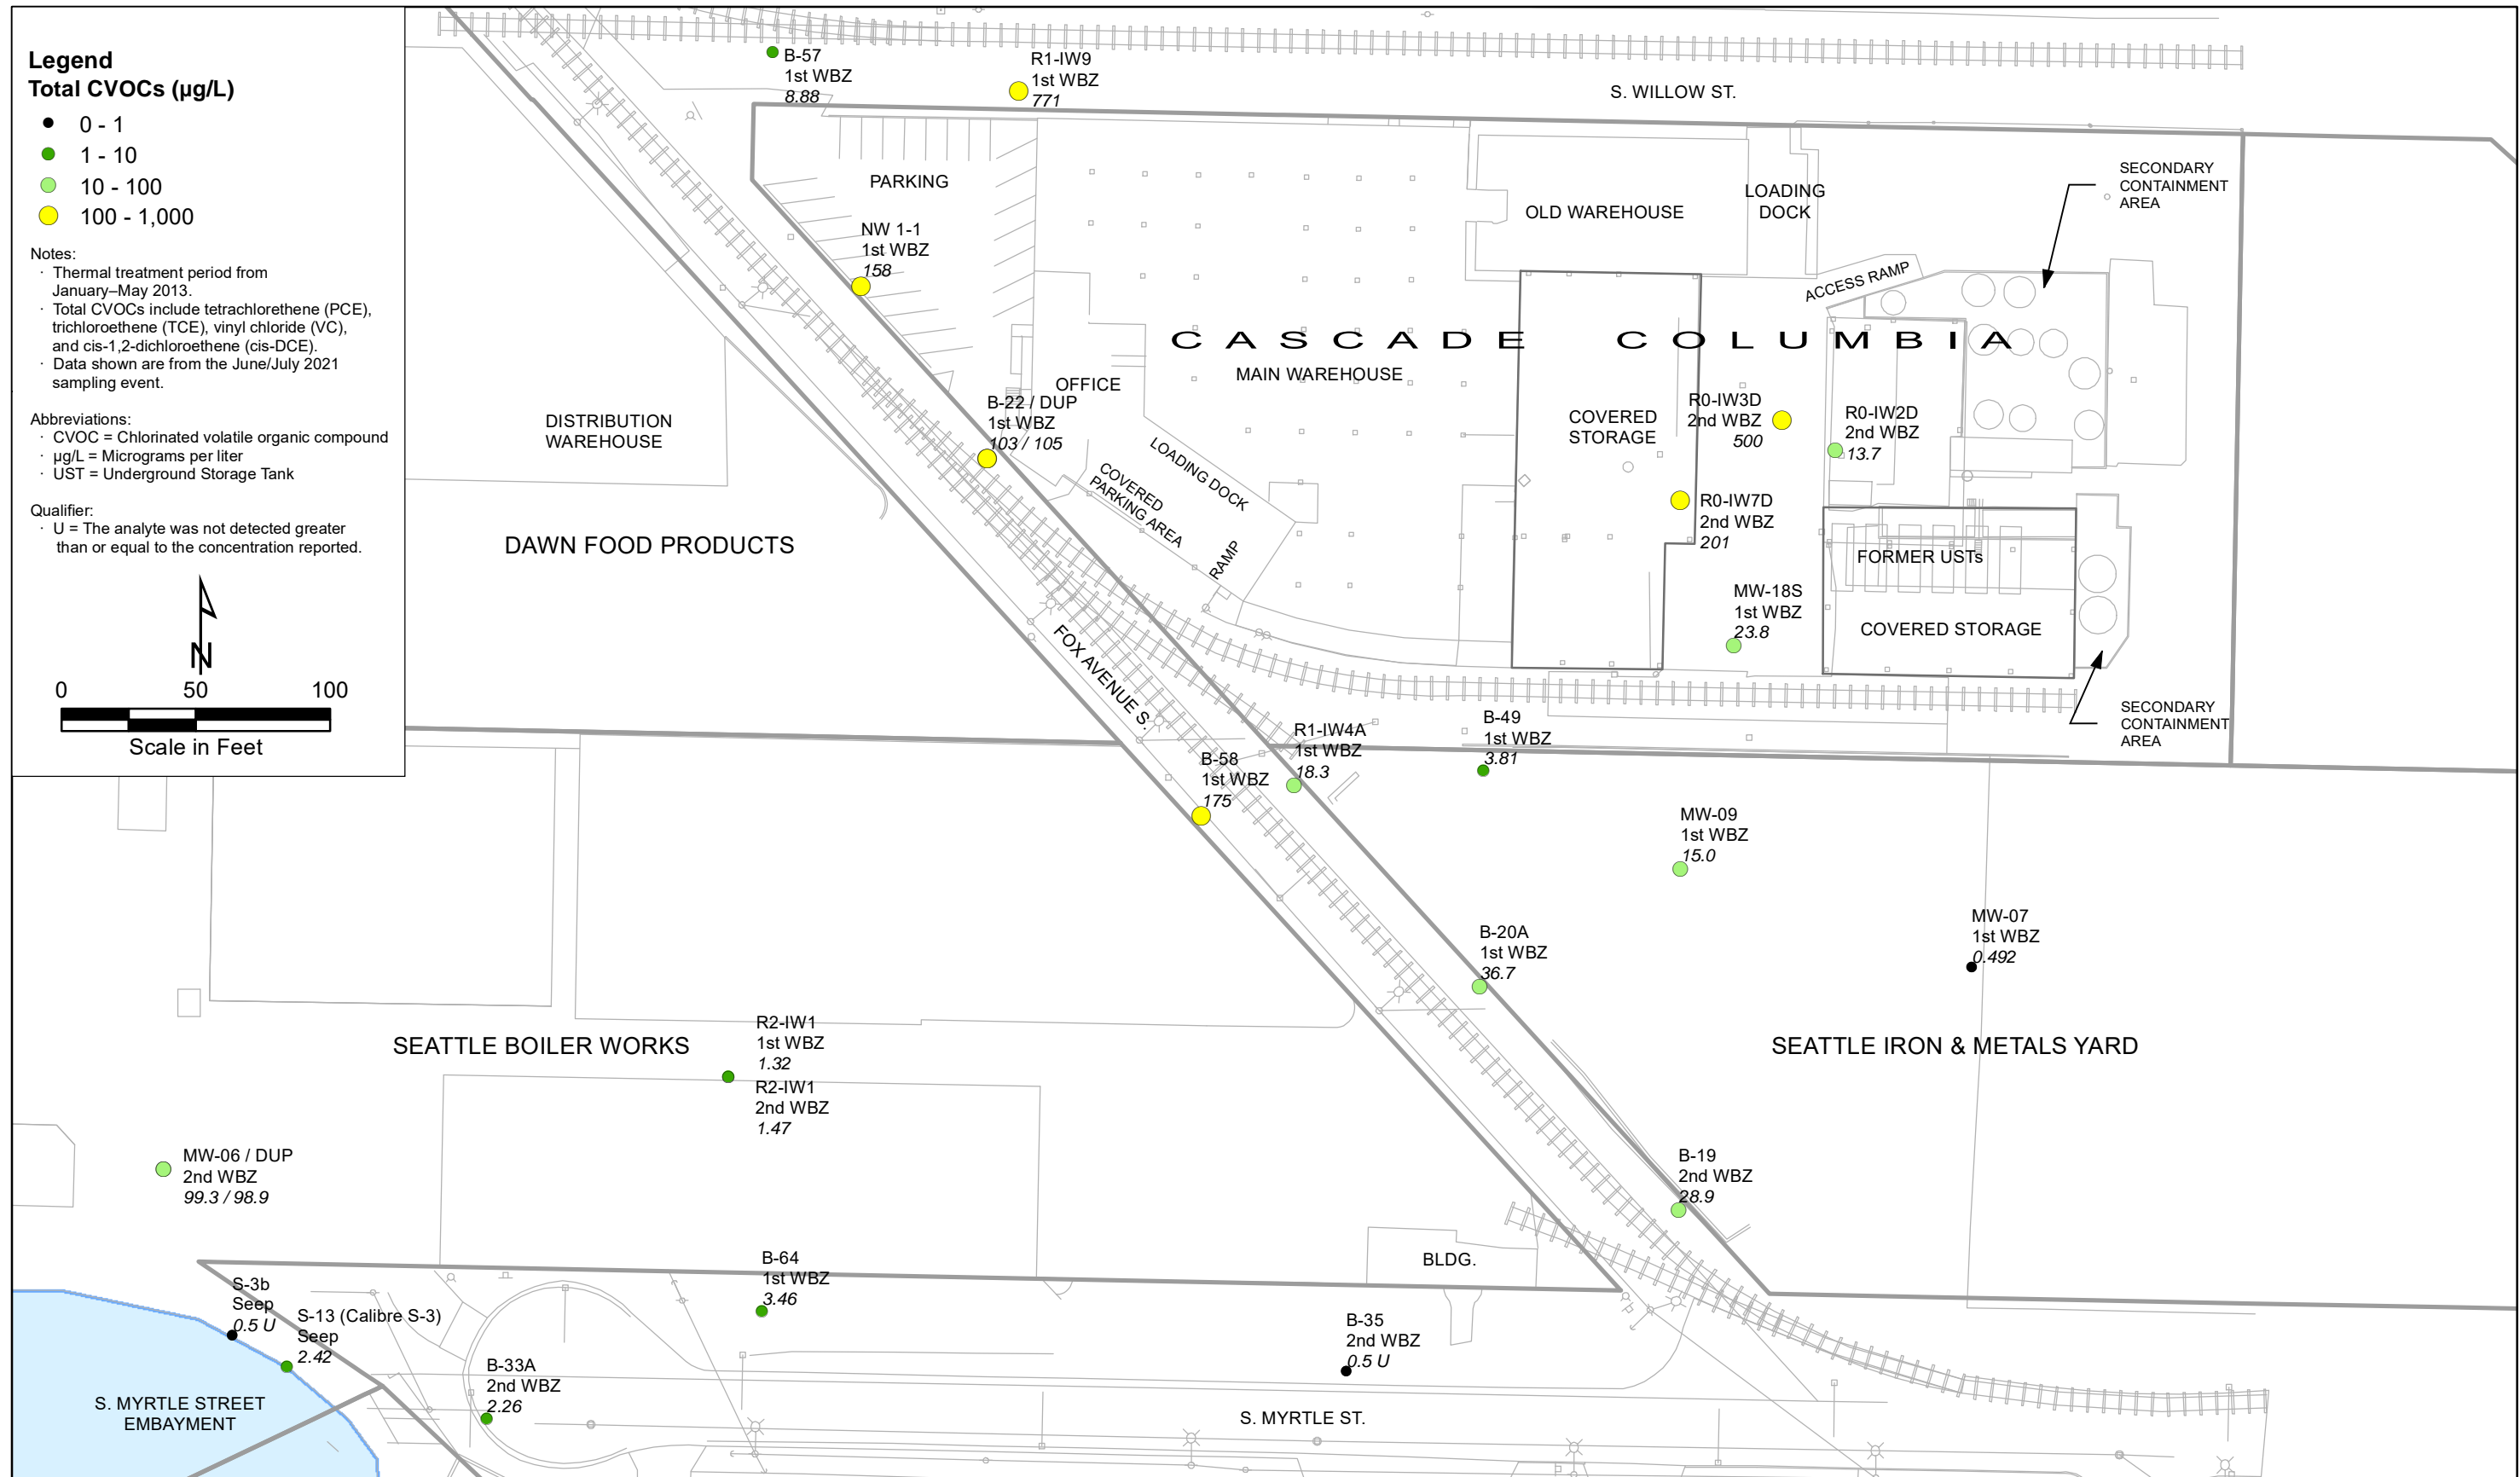 Legend
Total CVOCs (µg/L)
0 - 1
1 - 10
10 - 100
100 - 1,000
Notes:
· Thermal treatment period from
January–May 2013.
· Total CVOCs include tetrachlorethene (PCE),
trichloroethene (TCE), vinyl chloride (VC),
and cis-1,2-dichloroethene (cis-DCE).
· Data shown are from the June/July 2021
sampling event.
Abbreviations:
· CVOC = Chlorinated volatile organic compound
· µg/L = Micrograms per liter
· UST = Underground Storage Tank
Qualifier:
· U = The analyte was not detected greater
than or equal to the concentration reported.
N
0 50 100
Scale in Feet
B-57
1st WBZ
8.88
R1-IW9
1st WBZ
771
S. WILLOW ST.
PARKING
NW 1-1
1st WBZ
158
OLD WAREHOUSE
LOADING
DOCK
SECONDARY
CONTAINMENT
AREA
ACCESS RAMP
CASCADE COLUMBIA
MAIN WAREHOUSE
OFFICE
B-22 / DUP
1st WBZ
103 / 105
DISTRIBUTION
WAREHOUSE
LOADING DOCK
COVERED
PARKING AREA
RAMP
COVERED
STORAGE
R0-IW3D
2nd WBZ
500
R0-IW2D
2nd WBZ
13.7
R0-IW7D
2nd WBZ
201
DAWN FOOD PRODUCTS
FORMER USTs
MW-18S
1st WBZ
23.8
COVERED STORAGE
FOX AVENUE S.
SECONDARY
CONTAINMENT
AREA
R1-IW4A
1st WBZ
18.3
B-49
1st WBZ
3.81
B-58
1st WBZ
175
MW-09
1st WBZ
15.0
MW-07
1st WBZ
0.492
B-20A
1st WBZ
36.7
SEATTLE BOILER WORKS
R2-IW1
1st WBZ
1.32
R2-IW1
2nd WBZ
1.47
SEATTLE IRON & METALS YARD
MW-06 / DUP
2nd WBZ
99.3 / 98.9
B-19
2nd WBZ
28.9
BLDG.
B-64
1st WBZ
3.46
S-3b
Seep
0.5 U
S-13 (Calibre S-3)
Seep
2.42
B-35
2nd WBZ
0.5 U
B-33A
2nd WBZ
2.26
S. MYRTLE STREET
EMBAYMENT
S. MYRTLE ST.